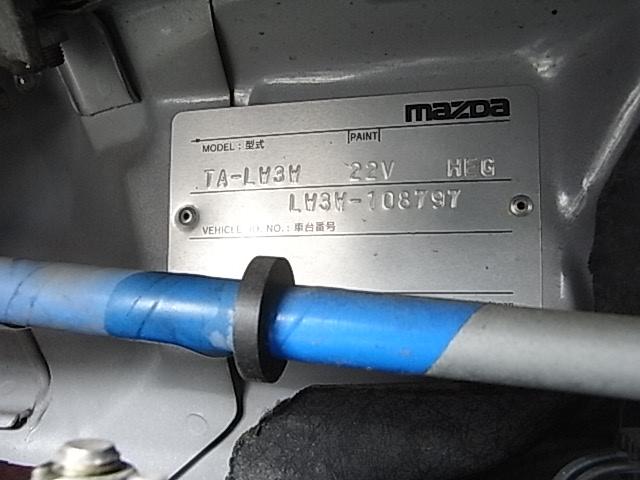 mazda
MODEL：型式 PAINT
TA-LW3W 22V HEG
LW3W-108797
VEHICLE ID. NO.：車台番号